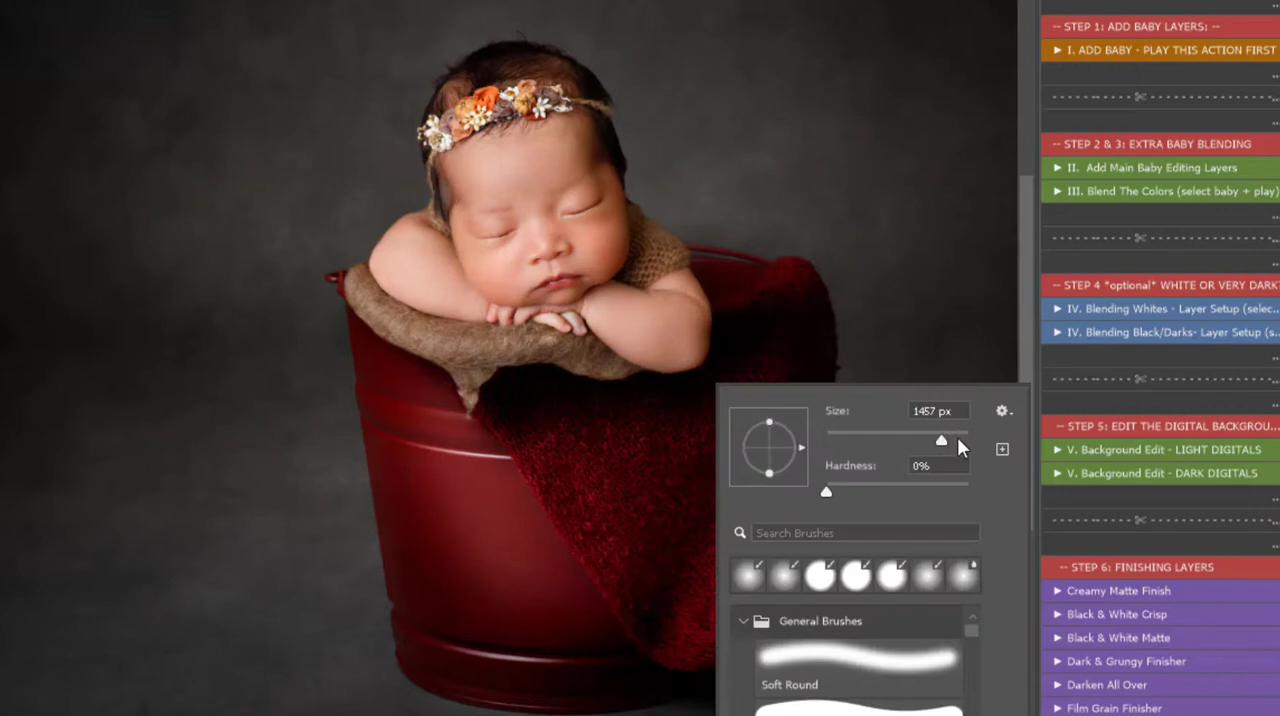 -- STEP 1: ADD BABY LAYERS: --
I. ADD BABY - PLAY THIS ACTION FIRST
-- STEP 2 & 3: EXTRA BABY BLENDING
II. Add Main Baby Editing Layers
III. Blend The Colors (select baby + play)
-- STEP 4 *optional* WHITE OR VERY DARK
IV. Blending Whites - Layer Setup (selec...
IV. Blending Black/Darks- Layer Setup (s...
Size:
1457 px
Hardness:
0%
Search Brushes
General Brushes
Soft Round
-- STEP 5: EDIT THE DIGITAL BACKGROU...
V. Background Edit - LIGHT DIGITALS
V. Background Edit - DARK DIGITALS
-- STEP 6: FINISHING LAYERS
Creamy Matte Finish
Black & White Crisp
Black & White Matte
Dark & Grungy Finisher
Darken All Over
Film Grain Finisher